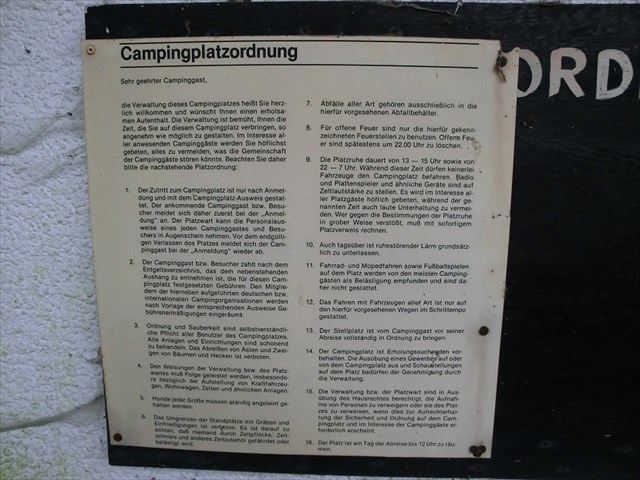 Campingplatzordnung
Sehr geehrter Campinggast,
die Verwaltung dieses Campingplatzes heißt Sie herz-
lich willkommen und wünscht Ihnen einen erholsa-
men Aufenthalt. Die Verwaltung ist bemüht, Ihnen die
Zeit, die Sie auf diesem Campingplatz verbringen, so
angenehm wie möglich zu gestalten. Im Interesse al-
ler anwesenden Campinggäste werden Sie höflichst
gebeten, alles zu vermeiden, was die Gemeinschaft
der Campinggäste stören könnte. Beachten Sie daher
bitte die nachstehende Platzordnung:
1. Der Zutritt zum Campingplatz ist nur nach Anmel-
dung und mit dem Campingplatz-Ausweis gestat-
tet. Der ankommende Campinggast bzw. Besu-
cher meldet sich daher zuerst bei der „Anmel-
dung" an. Der Platzwart kann die Personalaus-
weise eines jeden Campinggastes und Besu-
chers in Augenschein nehmen. Vor dem endgülti-
gen Verlassen des Platzes meldet sich der Cam-
pinggast bei der „Anmeldung" wieder ab.
2. Der Campinggast bzw. Besucher zahlt nach dem
Entgeltsverzeichnis, das dem nebenstehenden
Aushang zu entnehmen ist, die für diesen Cam-
pingplatz festgesetzten Gebühren. Den Mitglie-
dern der hierneben aufgeführten deutschen bzw.
internationalen Campingorganisationen werden
nach Vorlage der entsprechenden Ausweise Ge-
bührenermäßigungen eingeräumt.
3. Ordnung und Sauberkeit sind selbstverständli-
che Pflicht aller Benutzer des Campingplatzes.
Alle Anlagen und Einrichtungen sind schonend
zu behandeln. Das Abreißen von Ästen und Zwei-
gen von Bäumen und Hecken ist verboten.
4. Den Weisungen der Verwaltung bzw. des Platz-
wartes muß Folge geleistet werden, insbesonde-
re bezüglich der Aufstellung von Kraftfahrzeu-
gen, Wohnwagen, Zelten und ähnlichen Anlagen.
5. Hunde jeder Größe müssen ständig angeleint ge-
halten werden.
6. Das Umgrenzen der Standplätze mit Gräben und
Einfriedigungen ist verboten. Es ist darauf zu
achten, daß niemand durch Zeltpflöcke, Zelt-
schnüre und anderes Zeltzubehör gefährdet oder
belästigt wird.
7. Abfälle aller Art gehören ausschließlich in die
hierfür vorgesehenen Abfallbehälter.
8. Für offene Feuer sind nur die hierfür gekenn-
zeichneten Feuerstellen zu benutzen. Offene Feu-
er sind spätestens um 22.00 Uhr zu löschen.
9. Die Platzruhe dauert von 13 — 15 Uhr sowie von
22 — 7 Uhr. Während dieser Zeit dürfen keinerlei
Fahrzeuge den Campingplatz befahren. Radio
und Plattenspieler und ähnliche Geräte sind auf
Zeltlautstärke zu stellen. Es wird im Interesse al-
ler Platzgäste höflich gebeten, während der ge-
nannten Zeit auch laute Unterhaltung zu vermei-
den. Wer gegen die Bestimmungen der Platzruhe
in grober Weise verstößt, muß mit sofortigem
Platzverweis rechnen.
10. Auch tagsüber ist ruhestörender Lärm grundsätz-
lich zu unterlassen.
11. Fahrrad- und Mopedfahren sowie Fußballspielen
auf dem Platz werden von den meisten Camping-
gästen als Belästigung empfunden und sind da-
her nicht gestattet.
12. Das Fahren mit Fahrzeugen aller Art ist nur auf
den hierfür vorgesehenen Wegen im Schrittempo
gestattet.
13. Der Stellplatz ist vom Campinggast vor seiner
Abreise vollständig in Ordnung zu bringen.
14. Der Campingplatz ist Erholungssuchenden vor-
behalten. Die Ausübung eines Gewerbes auf oder
von dem Campingplatz aus und Schaustellungen
auf dem Platz bedürfen der Genehmigung durch
die Verwaltung.
15. Die Verwaltung bzw. der Platzwart sind in Aus-
übung des Hausrechtes berechtigt, die Aufnah-
me von Personen zu verweigern oder sie des Plat-
zes zu verweisen, wenn dies zur Aufrechterhal-
tung der Sicherheit und Ordnung auf dem Cam-
pingplatz und im Interesse der Campinggäste er-
forderlich erscheint.
16. Der Platz ist am Tag der Abreise bis 12 Uhr zu räu-
men.
ORD